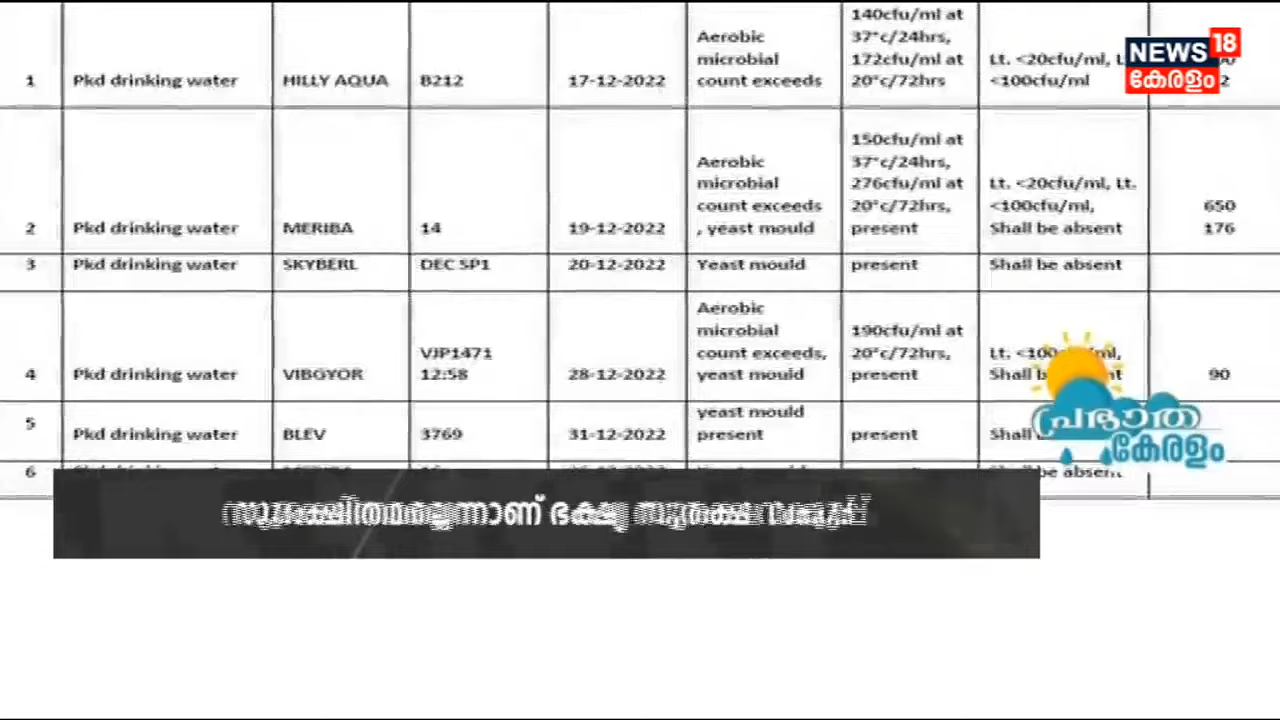 NEWS 18
കേരളം
140cfu/ml at
37°c/24hrs,
172cfu/ml at
20°c/72hrs
Aerobic
microbial
count exceeds
Lt. <20cfu/ml,
<100cfu/ml
1 Pkd drinking water HILLY AQUA B212 17-12-2022
150cfu/ml at
37°c/24hrs,
276cfu/ml at
20°c/72hrs,
present
Aerobic
microbial
count exceeds
, yeast mould
Lt. <20cfu/ml, Lt.
<100cfu/ml,
Shall be absent
650
176
2 Pkd drinking water MERIBA 14 19-12-2022
3 Pkd drinking water SKYBERL DEC SP1 20-12-2022 Yeast mould present Shall be absent
Aerobic
microbial
count exceeds,
yeast mould
190cfu/ml at
20°c/72hrs,
present
Lt.
VJP1471
12:58
4 Pkd drinking water VIBGYOR 28-12-2022 90
yeast mould
present
5 Pkd drinking water BLEV 3769 31-12-2022 present
6 be absent
പ്രഭാത
കേരളം
ഭക്ഷ്യ സുരക്ഷ